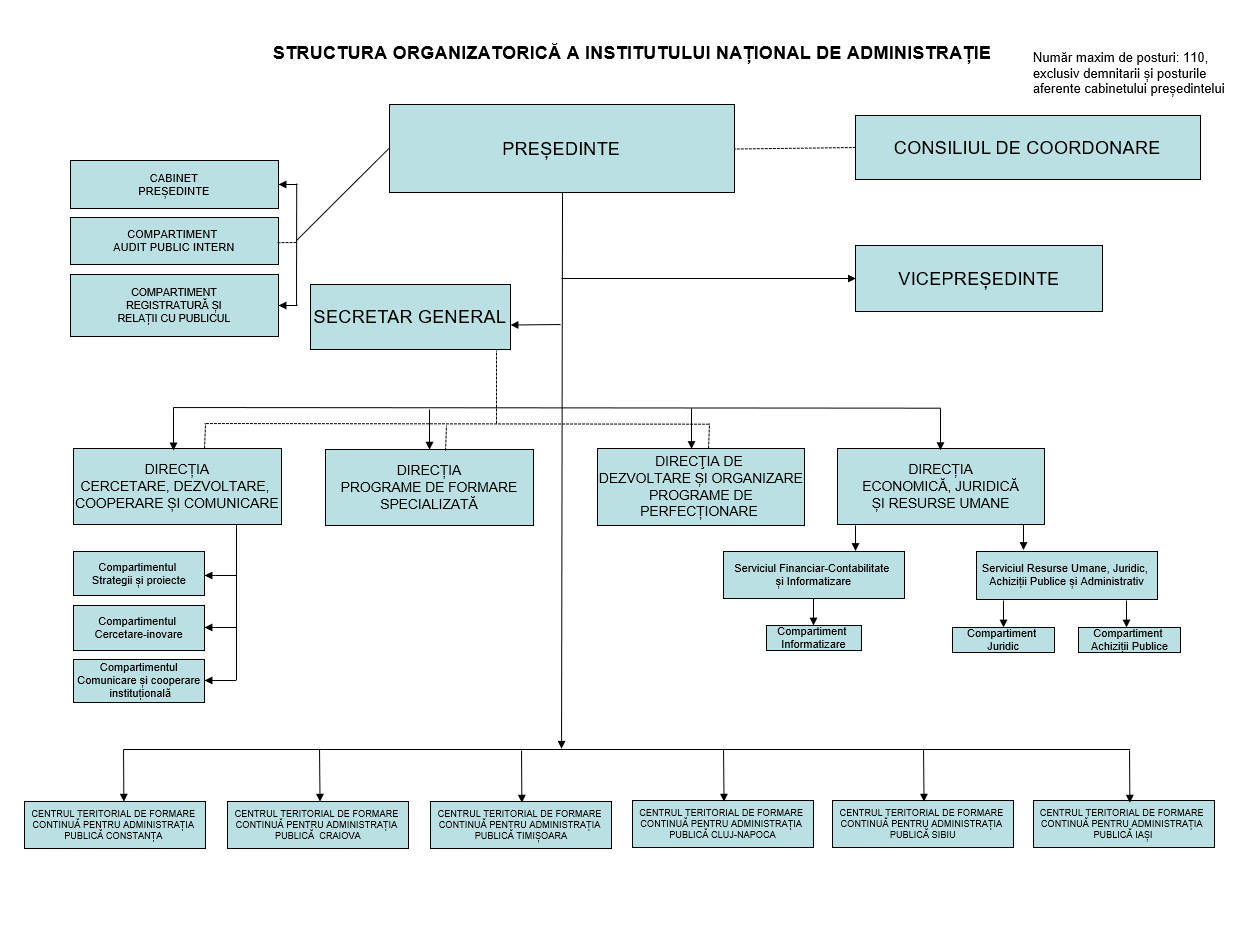 STRUCTURA ORGANIZATORICĂ A INSTITUTULUI NAȚIONAL DE ADMINISTRAȚIE
Număr maxim de posturi: 110,
exclusiv demnitarii și posturile
aferente cabinetului președintelui
PREȘEDINTE
CONSILIUL DE COORDONARE
CABINET
PREȘEDINTE
COMPARTIMENT
AUDIT PUBLIC INTERN
COMPARTIMENT
REGISTRATURĂ ȘI
RELAȚII CU PUBLICUL
VICEPREȘEDINTE
SECRETAR GENERAL
DIRECȚIA
CERCETARE, DEZVOLTARE,
COOPERARE ȘI COMUNICARE
DIRECȚIA
PROGRAME DE FORMARE
SPECIALIZATĂ
DIRECŢIA DE
DEZVOLTARE ȘI ORGANIZARE
PROGRAME DE
PERFECȚIONARE
DIRECȚIA
ECONOMICĂ, JURIDICĂ
ȘI RESURSE UMANE
Compartimentul
Strategii și proiecte
Compartimentul
Cercetare-inovare
Compartimentul
Comunicare și cooperare
instituțională
Serviciul Financiar-Contabilitate
și Informatizare
Serviciul Resurse Umane, Juridic,
Achiziții Publice și Administrativ
Compartiment
Informatizare
Compartiment
Juridic
Compartiment
Achiziții Publice
CENTRUL TERITORIAL DE FORMARE
CONTINUĂ PENTRU ADMINISTRAȚIA
PUBLICĂ CONSTANȚA
CENTRUL TERITORIAL DE FORMARE
CONTINUĂ PENTRU ADMINISTRAȚIA
PUBLICĂ CRAIOVA
CENTRUL TERITORIAL DE FORMARE
CONTINUĂ PENTRU ADMINISTRAȚIA
PUBLICĂ TIMIȘOARA
CENTRUL TERITORIAL DE FORMARE
CONTINUĂ PENTRU ADMINISTRAȚIA
PUBLICĂ CLUJ-NAPOCA
CENTRUL TERITORIAL DE FORMARE
CONTINUĂ PENTRU ADMINISTRAȚIA
PUBLICĂ SIBIU
CENTRUL TERITORIAL DE FORMARE
CONTINUĂ PENTRU ADMINISTRAȚIA
PUBLICĂ IAȘI